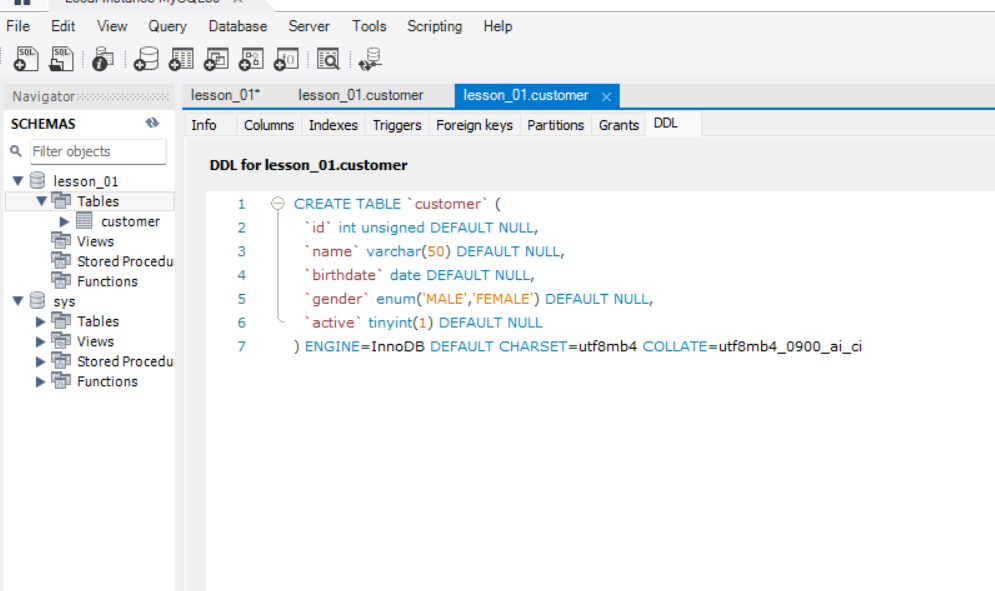 File Edit View Query Database Server Tools Scripting Help
Navigator
lesson_01* lesson_01.customer lesson_01.customer
SCHEMAS
Info Columns Indexes Triggers Foreign keys Partitions Grants DDL
Filter objects
lesson_01
Tables
customer
Views
Stored Procedu
Functions
sys
Tables
Views
Stored Procedu
Functions
DDL for lesson_01.customer
1 CREATE TABLE `customer` (
2 `id` int unsigned DEFAULT NULL,
3 `name` varchar(50) DEFAULT NULL,
4 `birthdate` date DEFAULT NULL,
5 `gender` enum('MALE','FEMALE') DEFAULT NULL,
6 `active` tinyint(1) DEFAULT NULL
7 ) ENGINE=InnoDB DEFAULT CHARSET=utf8mb4 COLLATE=utf8mb4_0900_ai_ci